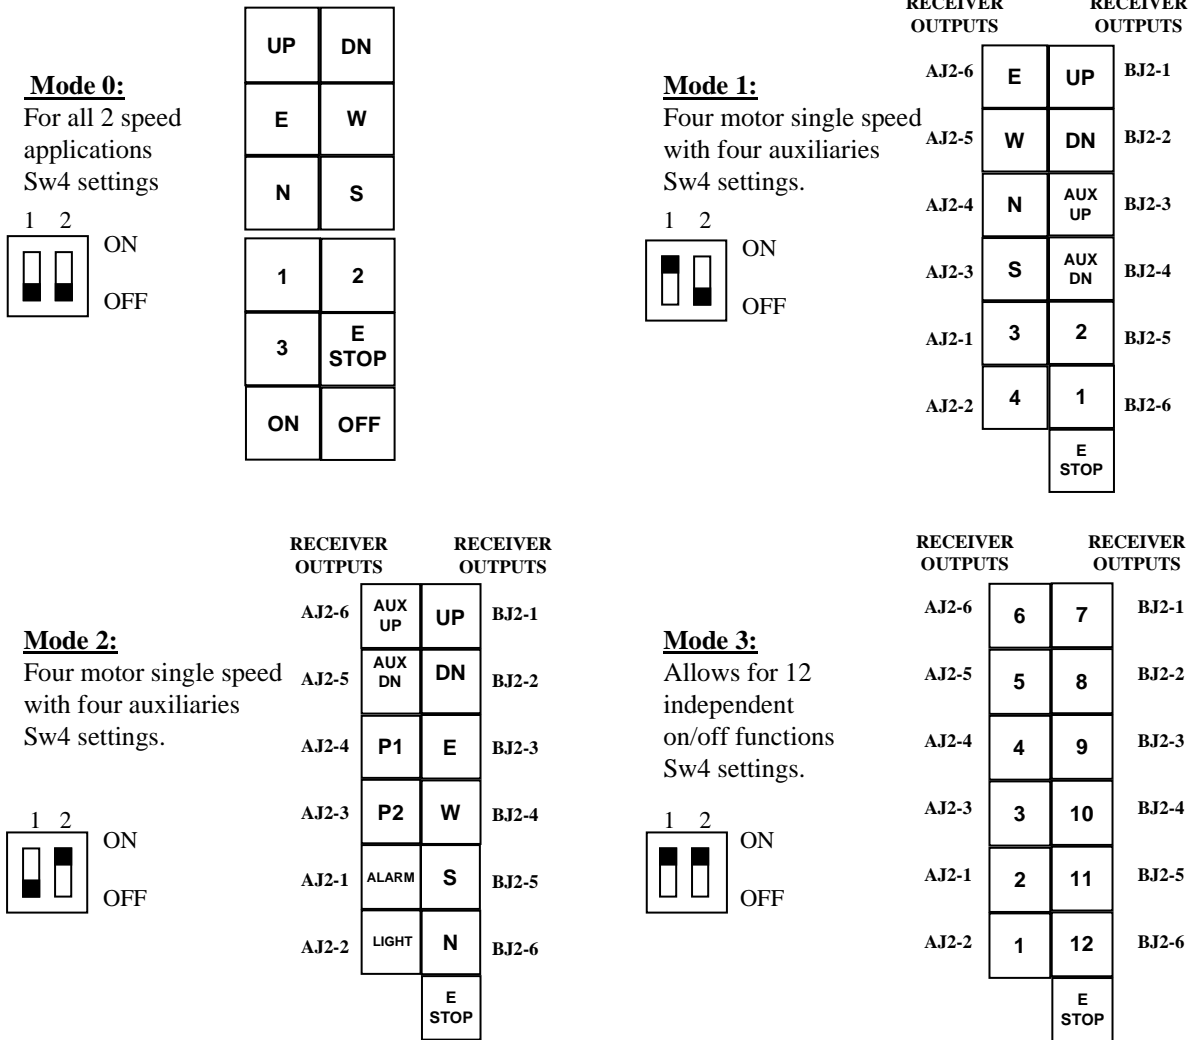 Mode 0:
For all 2 speed
applications
Sw4 settings
1 2
ON
OFF
UP DN
E W
N S
1 2
3 E
STOP
ON OFF
RECEIVER RECEIVER
OUTPUTS OUTPUTS
Mode 1:
Four motor single speed
with four auxiliaries
Sw4 settings.
1 2
ON
OFF
AJ2-6 E UP BJ2-1
AJ2-5 W DN BJ2-2
AJ2-4 N AUX
UP BJ2-3
AJ2-3 S AUX
DN BJ2-4
AJ2-1 3 2 BJ2-5
AJ2-2 4 1 BJ2-6
E
STOP
RECEIVER RECEIVER
OUTPUTS OUTPUTS
Mode 2:
Four motor single speed
with four auxiliaries
Sw4 settings.
1 2
ON
OFF
AJ2-6 AUX
UP UP BJ2-1
AJ2-5 AUX
DN DN BJ2-2
AJ2-4 P1 E BJ2-3
AJ2-3 P2 W BJ2-4
AJ2-1 ALARM S BJ2-5
AJ2-2 LIGHT N BJ2-6
E
STOP
RECEIVER RECEIVER
OUTPUTS OUTPUTS
Mode 3:
Allows for 12
independent
on/off functions
Sw4 settings.
1 2
ON
OFF
AJ2-6 6 7 BJ2-1
AJ2-5 5 8 BJ2-2
AJ2-4 4 9 BJ2-3
AJ2-3 3 10 BJ2-4
AJ2-1 2 11 BJ2-5
AJ2-2 1 12 BJ2-6
E
STOP